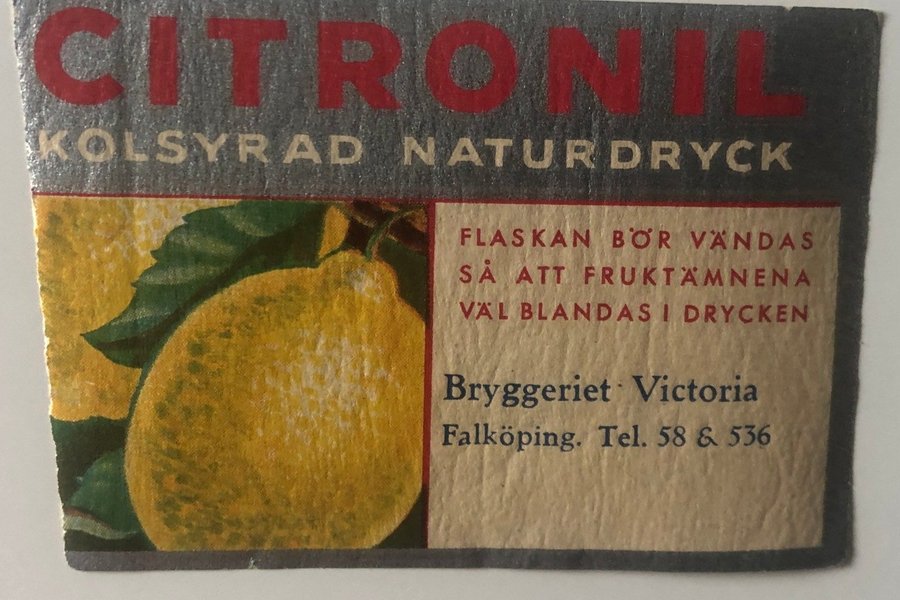 CITRONIL
KOLSYRAD NATURDRYCK
FLASKAN BÖR VÄNDAS
SÅ ATT FRUKTÄMNENA
VÄL BLANDAS I DRYCKEN
Bryggeriet Victoria
Falköping. Tel. 58 & 536